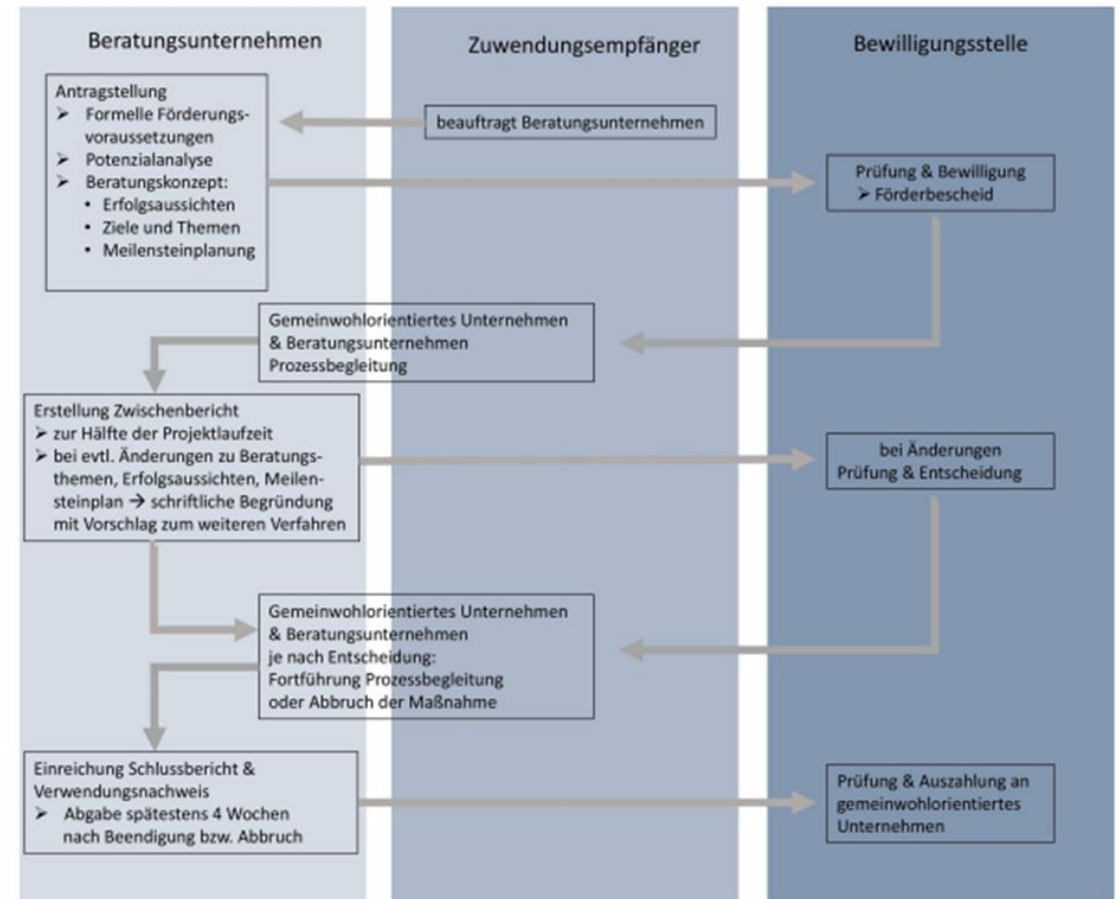 Beratungsunternehmen
Zuwendungsempfänger
Bewilligungsstelle
Antragstellung
➢ Formelle Förderungs-
voraussetzungen
➢ Potenzialanalyse
➢ Beratungskonzept:
• Erfolgsaussichten
• Ziele und Themen
• Meilensteinplanung
beauftragt Beratungsunternehmen
Prüfung & Bewilligung
➢ Förderbescheid
Gemeinwohlorientiertes Unternehmen
& Beratungsunternehmen
Prozessbegleitung
Erstellung Zwischenbericht
➢ zur Hälfte der Projektlaufzeit
➢ bei evtl. Änderungen zu Beratungs-
themen, Erfolgsaussichten, Meilen-
steinplan → schriftliche Begründung
mit Vorschlag zum weiteren Verfahren
bei Änderungen
Prüfung & Entscheidung
Gemeinwohlorientiertes Unternehmen
& Beratungsunternehmen
je nach Entscheidung:
Fortführung Prozessbegleitung
oder Abbruch der Maßnahme
Einreichung Schlussbericht &
Verwendungsnachweis
➢ Abgabe spätestens 4 Wochen
nach Beendigung bzw. Abbruch
Prüfung & Auszahlung an
gemeinwohlorientiertes
Unternehmen